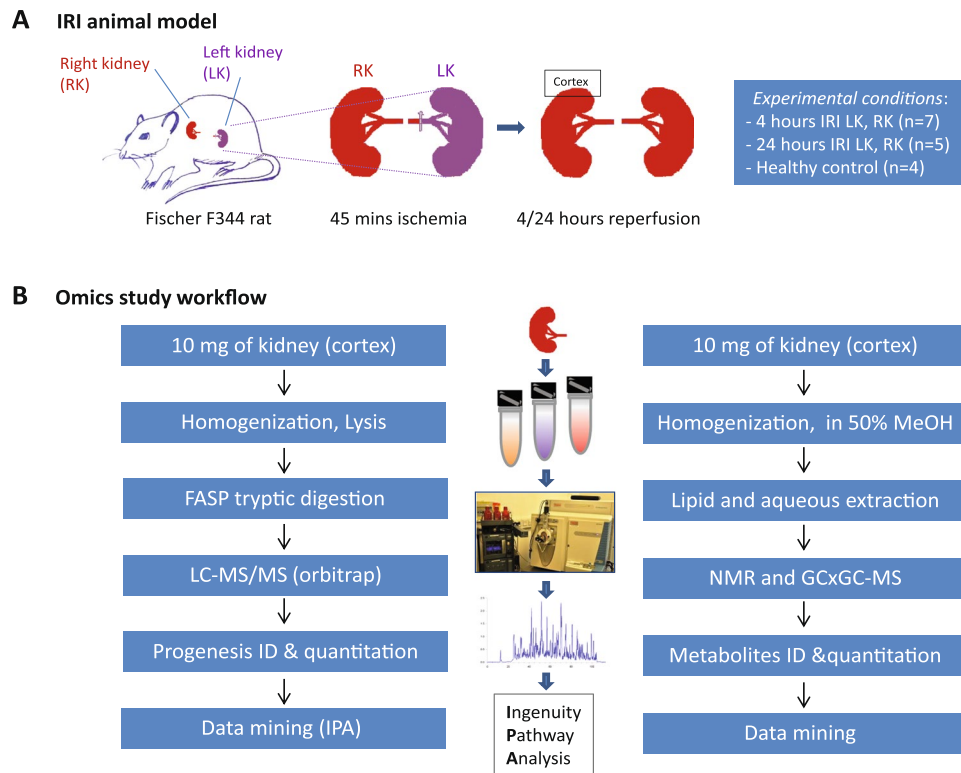 A IRI animal model
Right kidney
(RK)
Left kidney
(LK)
RK
LK
Cortex
Experimental conditions:
- 4 hours IRI LK, RK (n=7)
- 24 hours IRI LK, RK (n=5)
- Healthy control (n=4)
Fischer F344 rat
45 mins ischemia
4/24 hours reperfusion
B Omics study workflow
10 mg of kidney (cortex)
Homogenization, Lysis
FASP tryptic digestion
LC-MS/MS (orbitrap)
Progenesis ID & quantitation
Data mining (IPA)
Ingenuity
Pathway
Analysis
10 mg of kidney (cortex)
Homogenization, in 50% MeOH
Lipid and aqueous extraction
NMR and GCxGC-MS
Metabolites ID &quantitation
Data mining